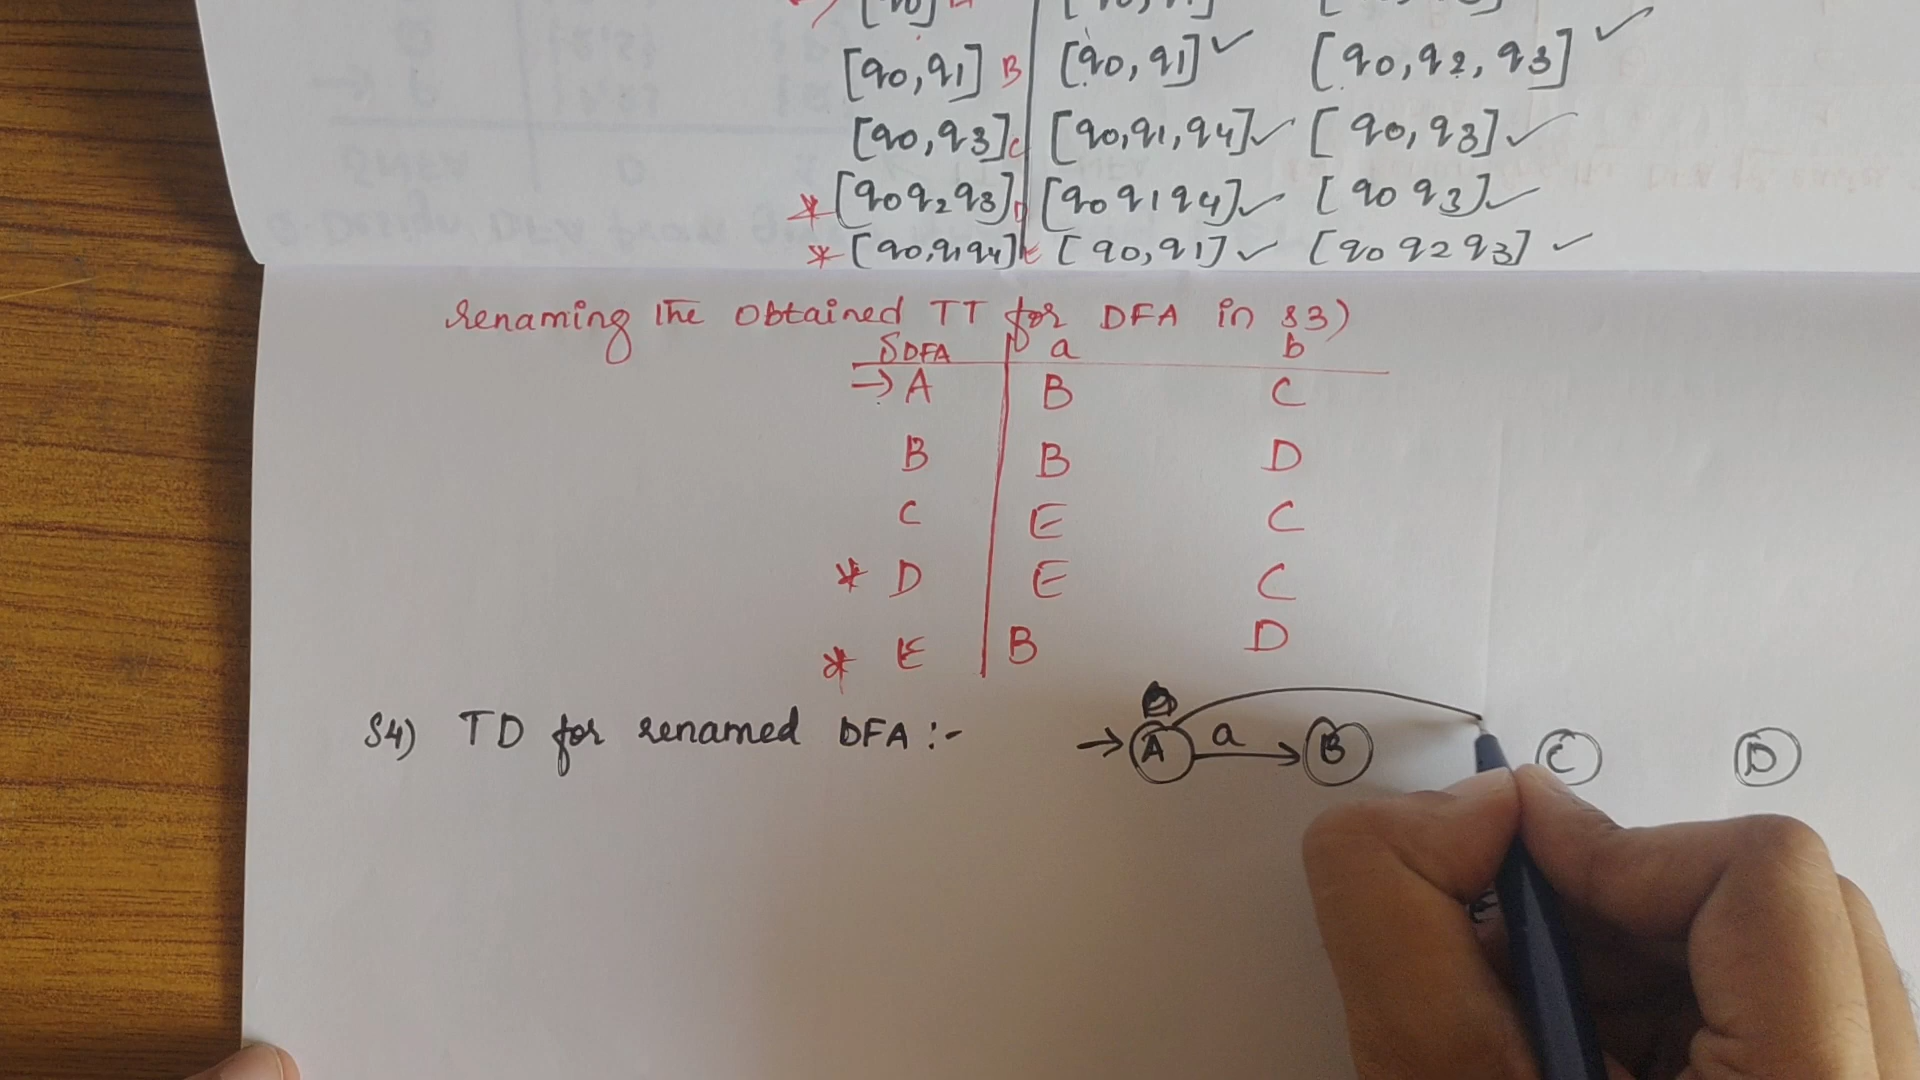 [q0,q1] B [q0,q1] ✓ [q0,q2,q3] ✓
[q0,q3] C [q0,q1,q4] ✓ [q0,q3] ✓
* [q0q2q3] D [q0q1q4] ✓ [q0q3] ✓
* [q0,q1q4] E [q0,q1] ✓ [q0q2q3] ✓
renaming the obtained TT for DFA in S3)
SDFA a b
→ A B C
B B D
C E C
* D E C
* E B D
S4) TD for renamed DFA :-
→ A a B C D